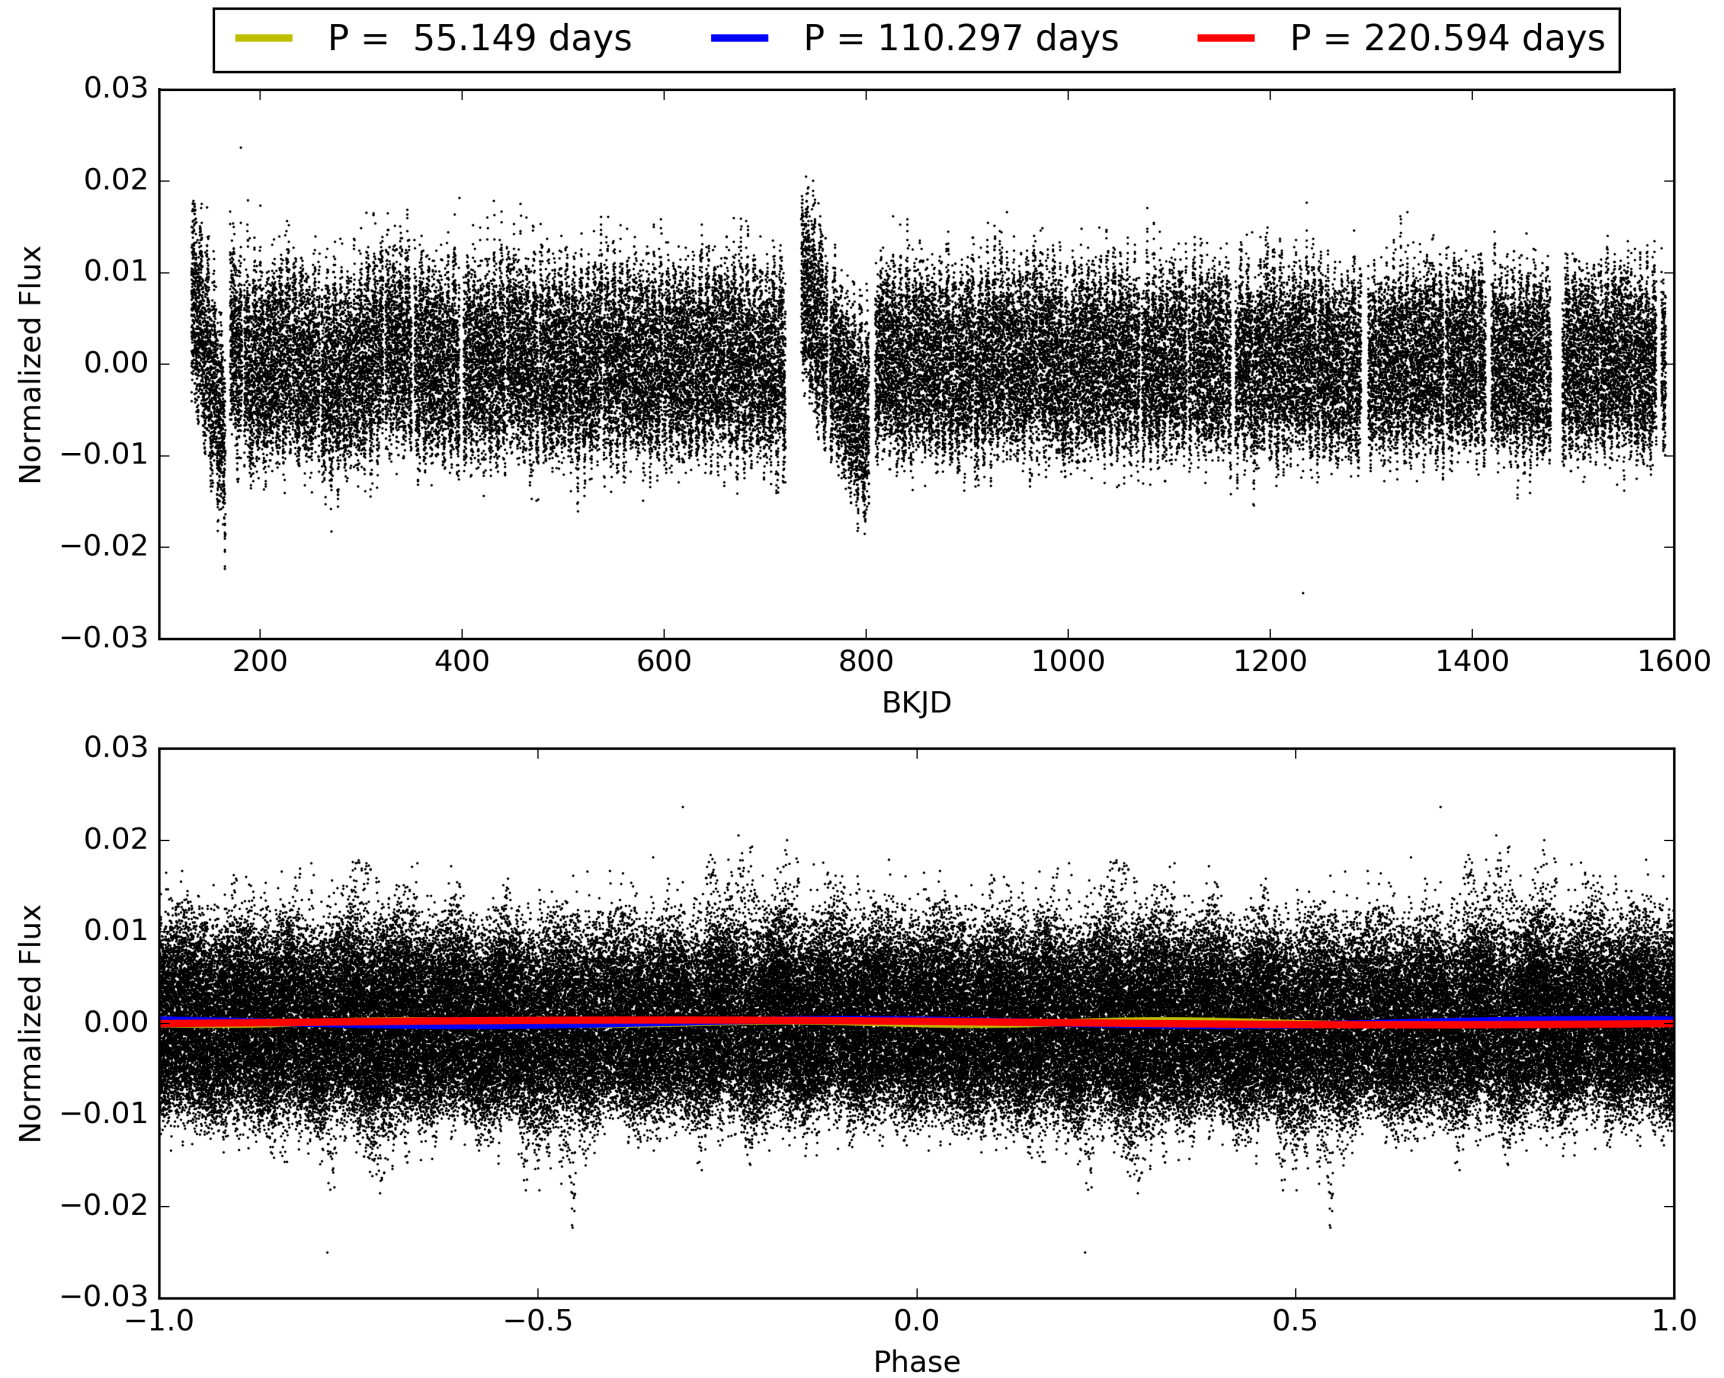 P =  55.149 days P = 110.297 days P = 220.594 days
0.03
0.02
0.01
0.00
−0.01
−0.02
−0.03
Normalized Flux
200 400 600 800 1000 1200 1400 1600
BKJD
0.03
0.02
0.01
0.00
−0.01
−0.02
−0.03
Normalized Flux
−1.0 −0.5 0.0 0.5 1.0
Phase